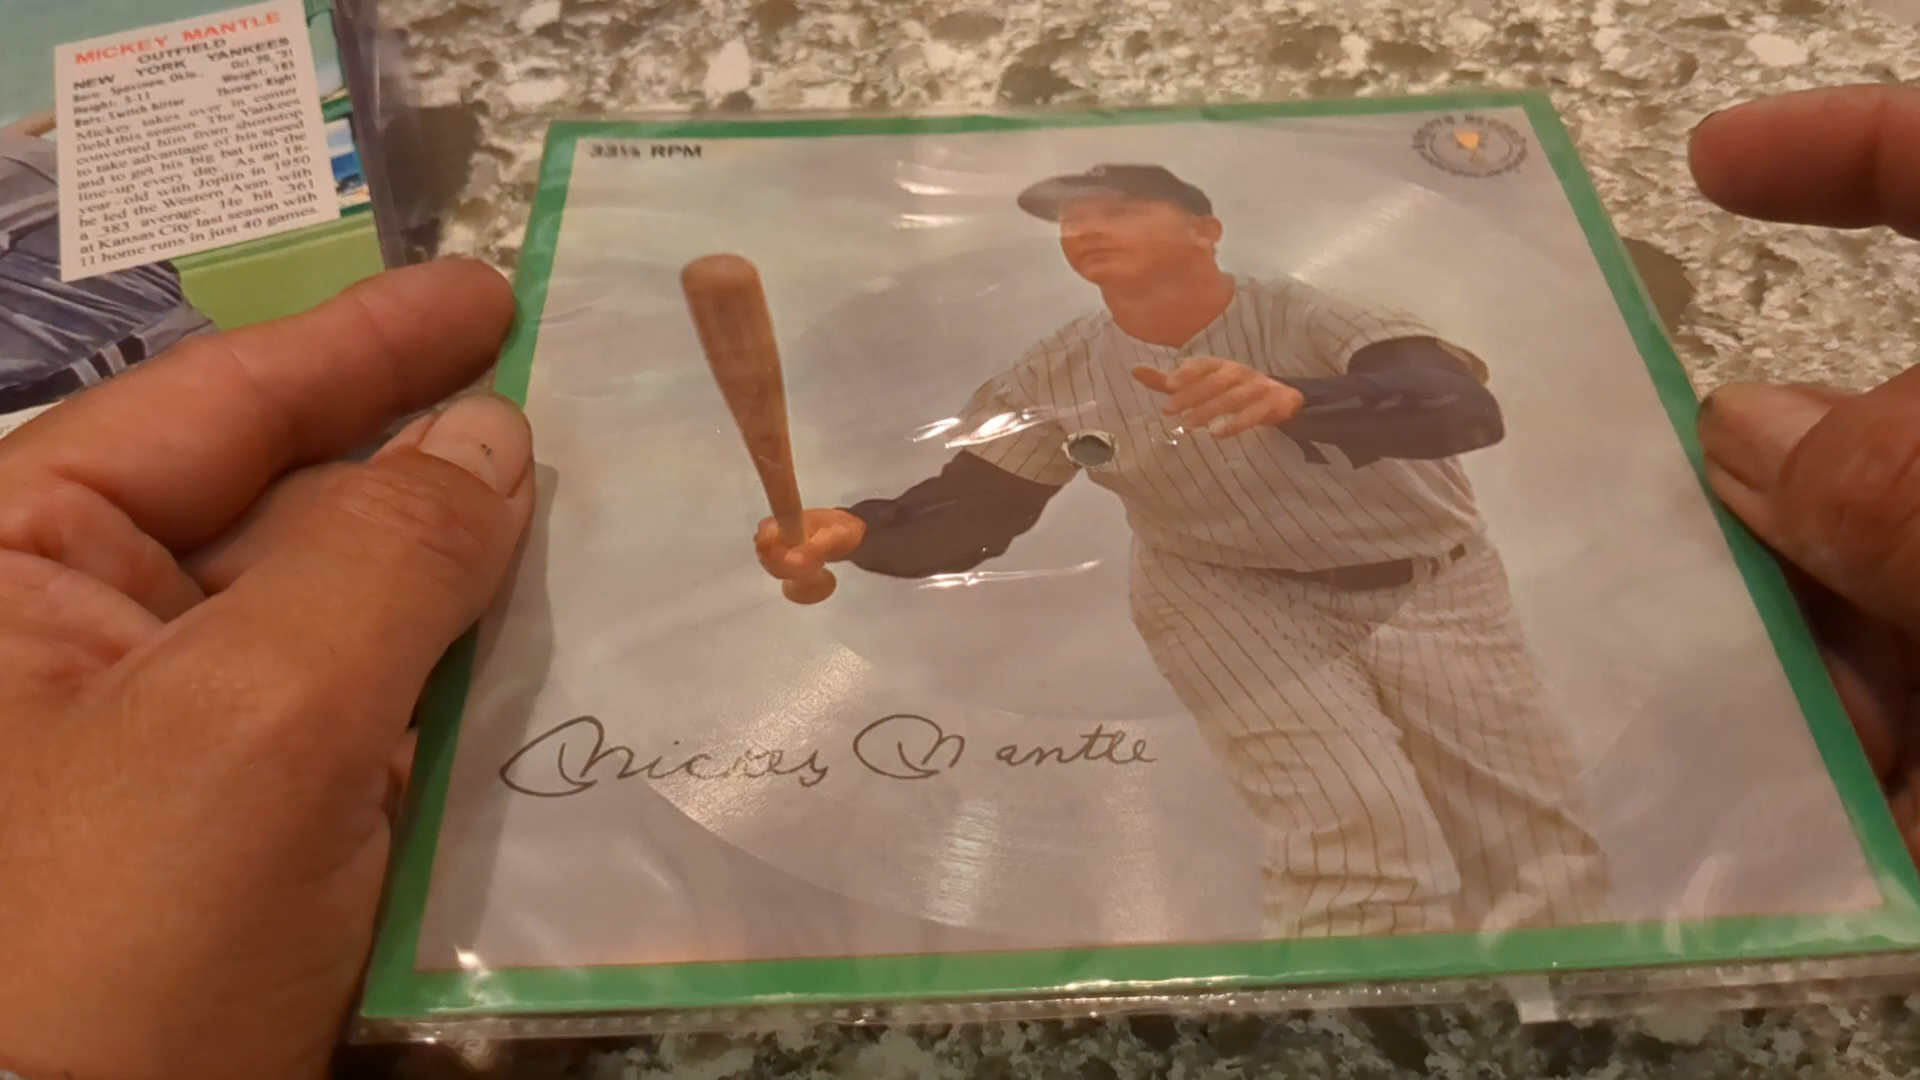 MICKEY MANTLE
OUTFIELD
NEW YORK YANKEES
Born: Spavinaw, Okla. Oct. 20, '31
Height: 5-11 Weight: 185
Bats: Switch hitter Throws: Right
Mickey takes over in center
field this season. The Yankees
converted him from shortstop
to take advantage of his speed
and to get his big bat into the
line-up every day. As an 18-
year-old with Joplin in 1950
he led the Western Assn. with
a .383 average. He hit .361
at Kansas City last season with
11 home runs in just 40 games.
33⅓ RPM
Mickey Mantle